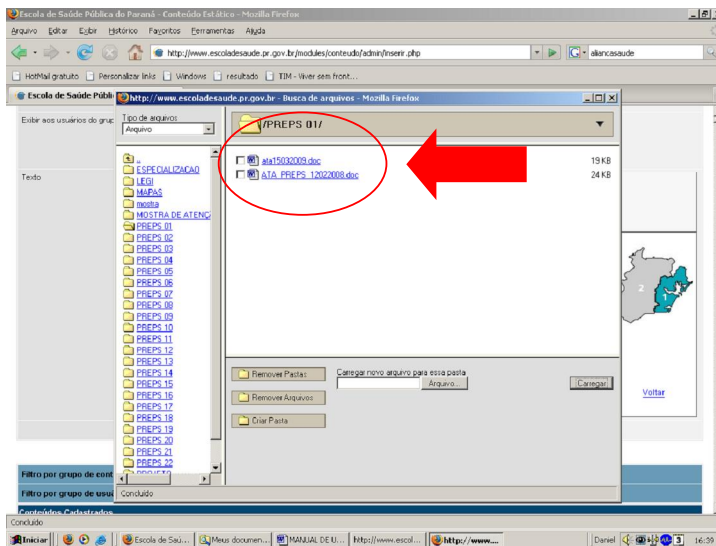 Escola de Saúde Pública do Paraná - Conteúdo Estático - Mozilla Firefox
Arquivo Editar Exibir Histórico Favoritos Ferramentas Ajuda
http://www.escoladesaude.pr.gov.br/modules/conteudo/admin/inserir.php
aliancasaude
HotMail gratuito Personalizar links Windows resultado TIM - Viver sem front...
Escola de Saúde Públi
http://www.escoladesaude.pr.gov.br - Busca de arquivos - Mozilla Firefox
Exibir aos usuários do grup
Texto
Tipo de arquivos:
Arquivo
/PREPS 01/
..
ESPECIALIZACAO
LEGI
MAPAS
mostra
MOSTRA DE ATENÇ
PREPS 01
PREPS 02
PREPS 03
PREPS 04
PREPS 05
PREPS 06
PREPS 07
PREPS 08
PREPS 09
PREPS 10
PREPS 11
PREPS 12
PREPS 13
PREPS 14
PREPS 15
PREPS 16
PREPS 17
PREPS 18
PREPS 19
PREPS 20
PREPS 21
PREPS 22
PROJETO
ata15032009.doc 19 KB
ATA PREPS 12022008.doc 24 KB
Remover Pastas
Remover Arquivos
Criar Pasta
Carregar novo arquivo para essa pasta
Arquivo...
Carregar
2
1
Voltar
Filtro por grupo de cont
Filtro por grupo de usuá
Concluído
Conteúdos Cadastrados
Concluído
Iniciar Escola de Saú... Meus documen... MANUAL DE U... http://www.escol... http://www.... Daniel 3 16:39